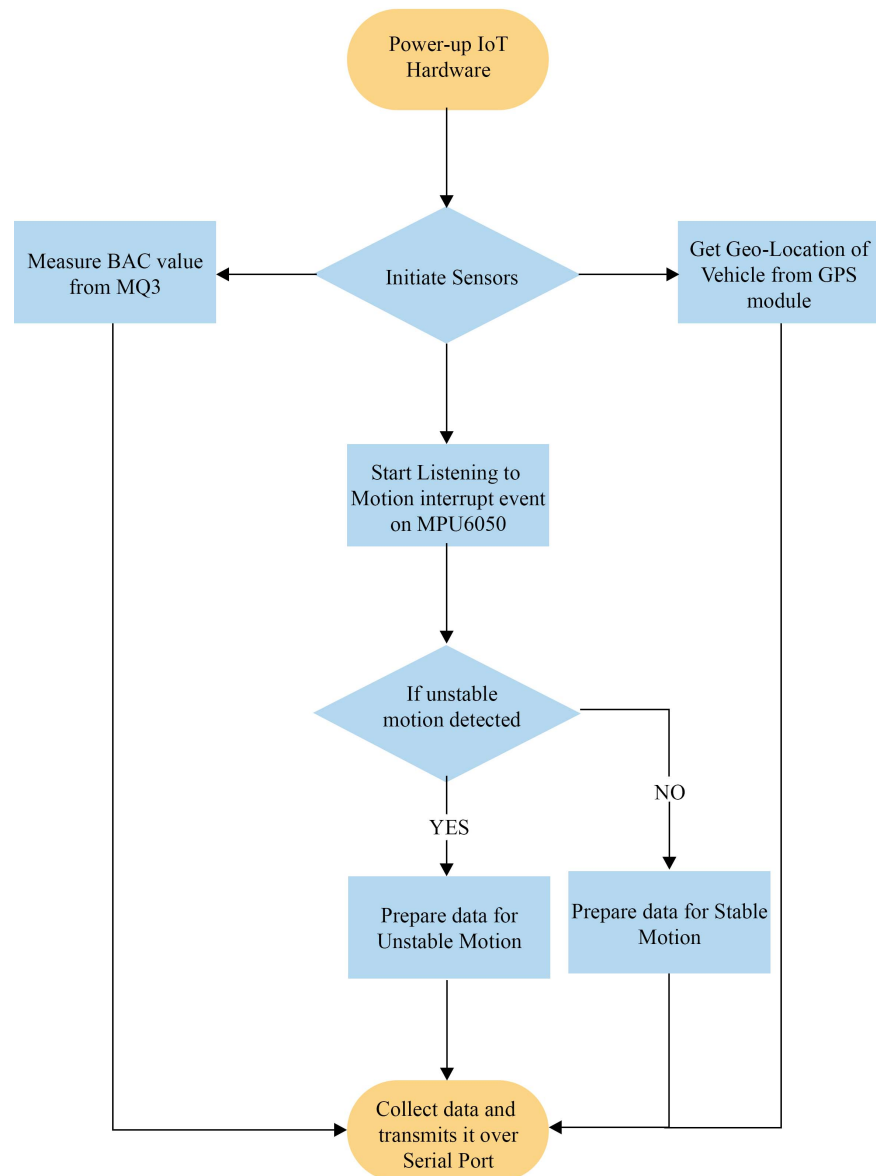 Power-up IoT
Hardware
Measure BAC value
from MQ3
Initiate Sensors
Get Geo-Location of
Vehicle from GPS
module
Start Listening to
Motion interrupt event
on MPU6050
If unstable
motion detected
NO
YES
Prepare data for
Unstable Motion
Prepare data for Stable
Motion
Collect data and
transmits it over
Serial Port